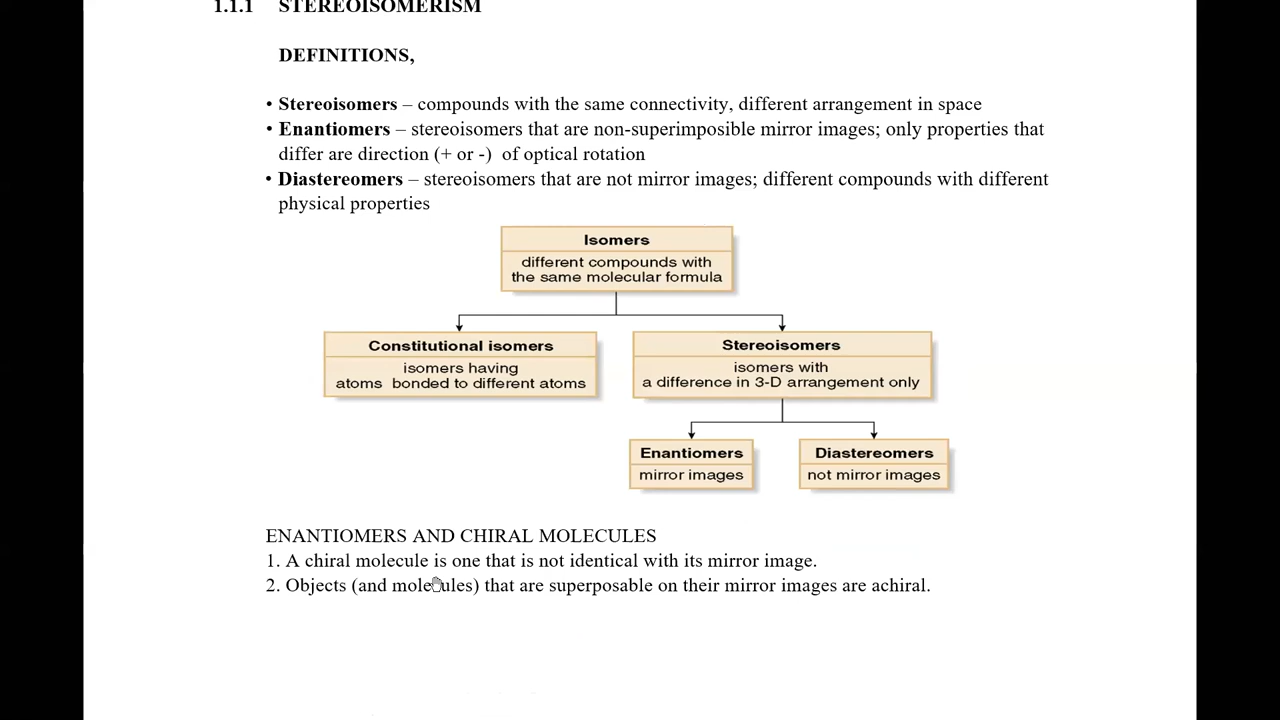 1.1.1 STEREOISOMERISM
DEFINITIONS,
• Stereoisomers – compounds with the same connectivity, different arrangement in space
• Enantiomers – stereoisomers that are non-superimposible mirror images; only properties that
differ are direction (+ or -) of optical rotation
• Diastereomers – stereoisomers that are not mirror images; different compounds with different
physical properties
Isomers
different compounds with
the same molecular formula
Constitutional isomers
isomers having
atoms bonded to different atoms
Stereoisomers
isomers with
a difference in 3-D arrangement only
Enantiomers
mirror images
Diastereomers
not mirror images
ENANTIOMERS AND CHIRAL MOLECULES
1. A chiral molecule is one that is not identical with its mirror image.
2. Objects (and molecules) that are superposable on their mirror images are achiral.